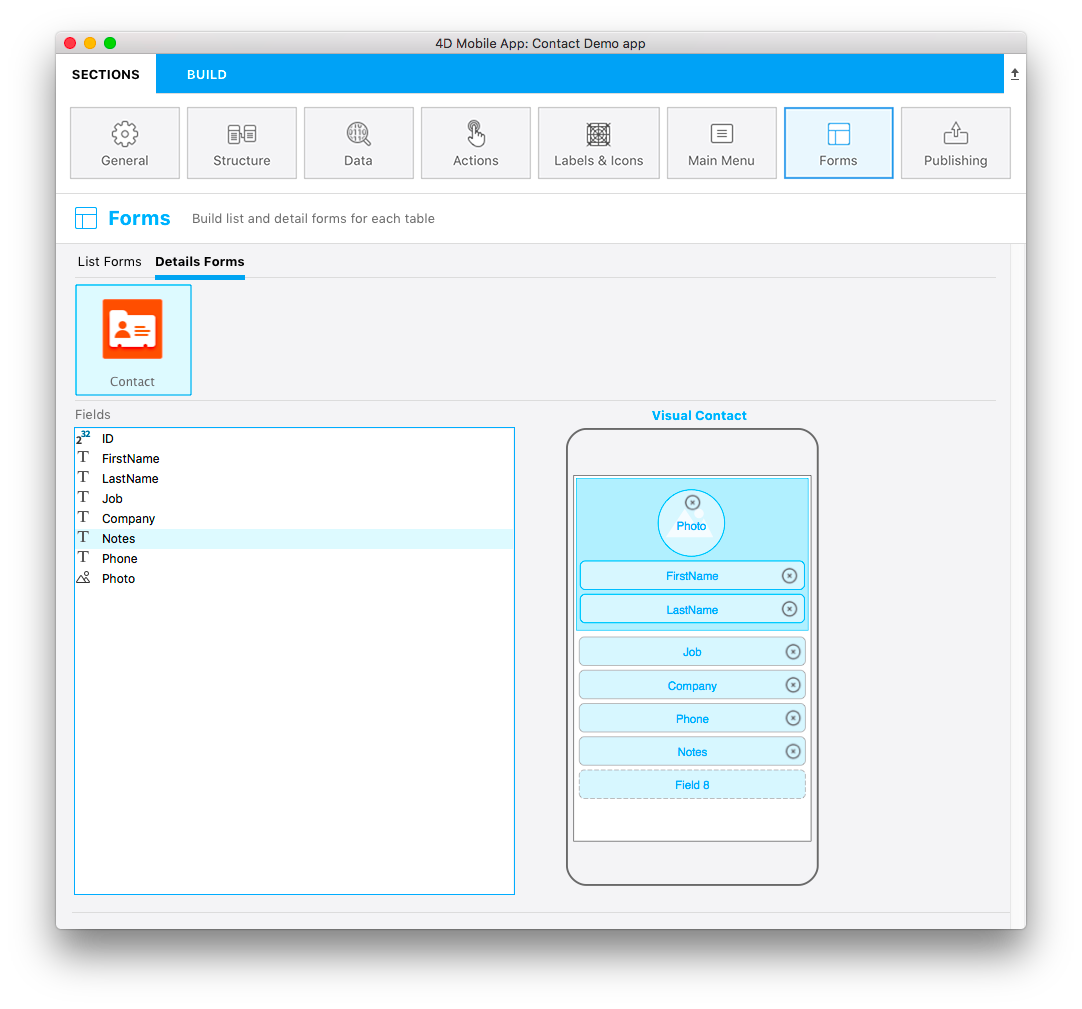 4D Mobile App: Contact Demo app
SECTIONS
BUILD
General
Structure
Data
Actions
Labels & Icons
Main Menu
Forms
Publishing
Forms
Build list and detail forms for each table
List Forms
Details Forms
Contact
Fields
2³² ID
T FirstName
T LastName
T Job
T Company
T Notes
T Phone
Photo
Visual Contact
Photo
FirstName
LastName
Job
Company
Phone
Notes
Field 8